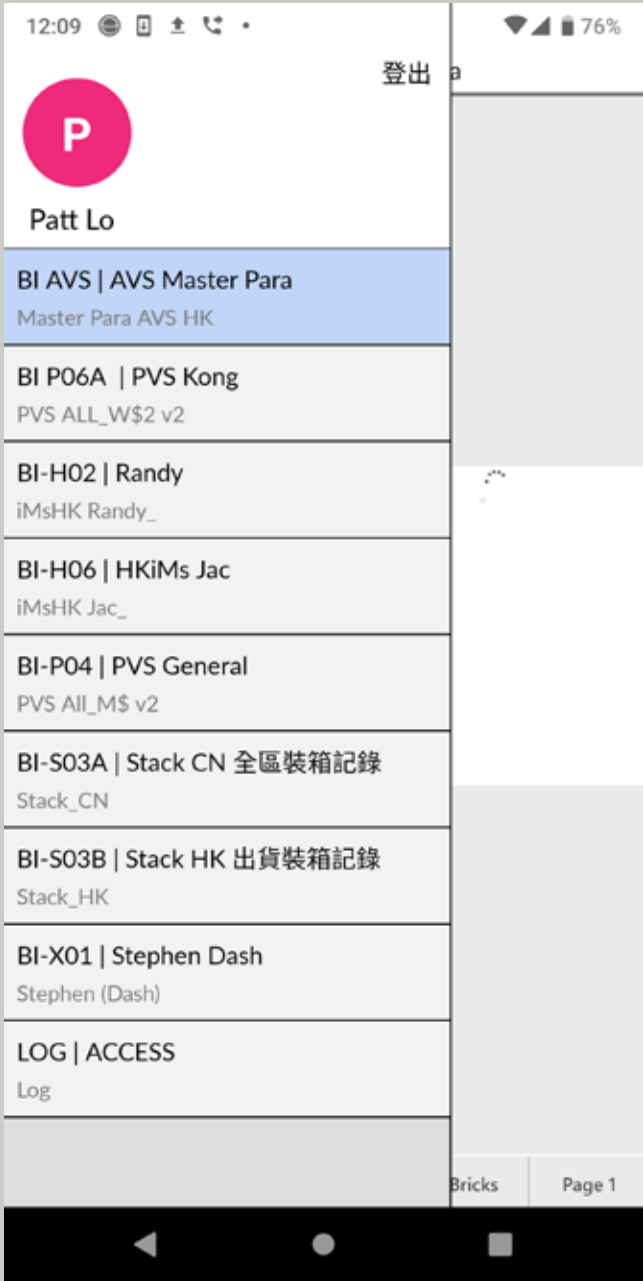 12:09
76%
登出
a
P
Patt Lo
BI AVS | AVS Master Para
Master Para AVS HK
BI P06A | PVS Kong
PVS ALL_W$2 v2
BI-H02 | Randy
iMsHK Randy_
BI-H06 | HKiMs Jac
iMsHK Jac_
BI-P04 | PVS General
PVS All_M$ v2
BI-S03A | Stack CN 全區裝箱記錄
Stack_CN
BI-S03B | Stack HK 出貨裝箱記錄
Stack_HK
BI-X01 | Stephen Dash
Stephen (Dash)
LOG | ACCESS
Log
Bricks
Page 1